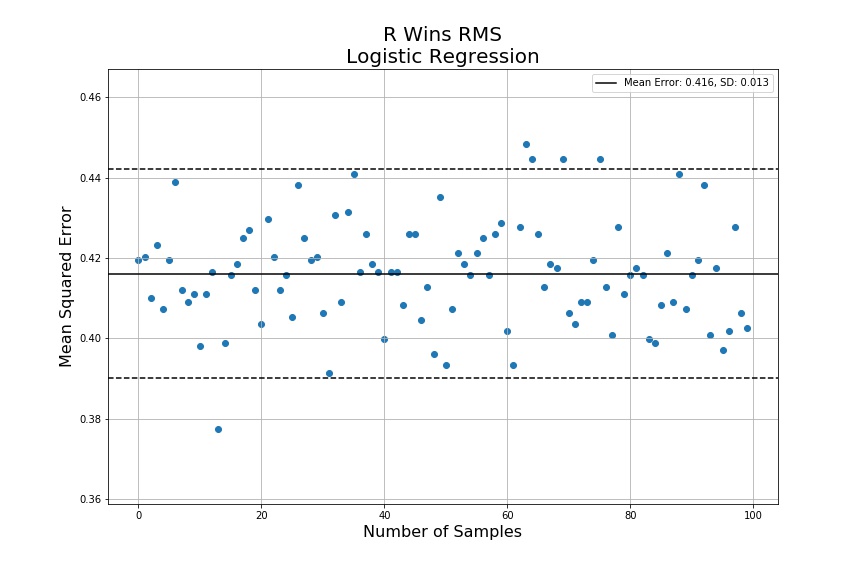 R Wins RMS
Logistic Regression
Mean Error: 0.416, SD: 0.013
Mean Squared Error
0.46
0.44
0.42
0.40
0.38
0.36
0
20
40
60
80
100
Number of Samples